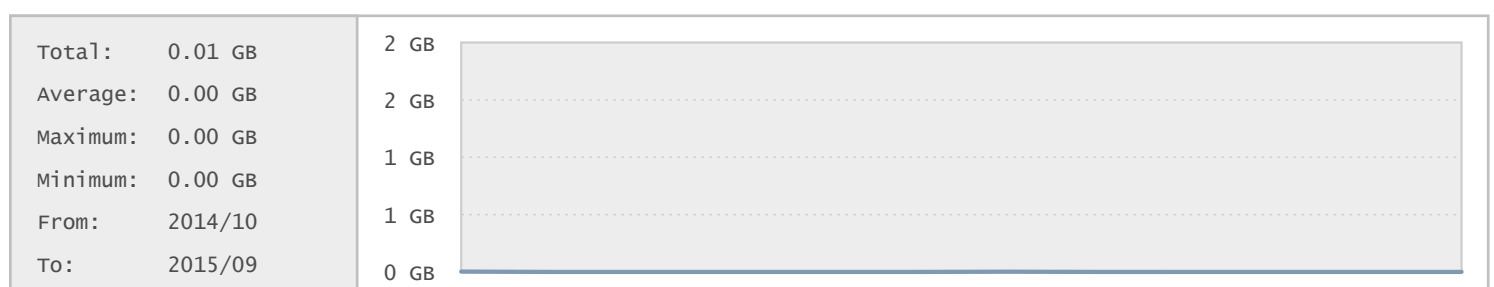 Total: 0.01 GB
Average: 0.00 GB
Maximum: 0.00 GB
Minimum: 0.00 GB
From: 2014/10
To: 2015/09
2 GB
2 GB
1 GB
1 GB
0 GB